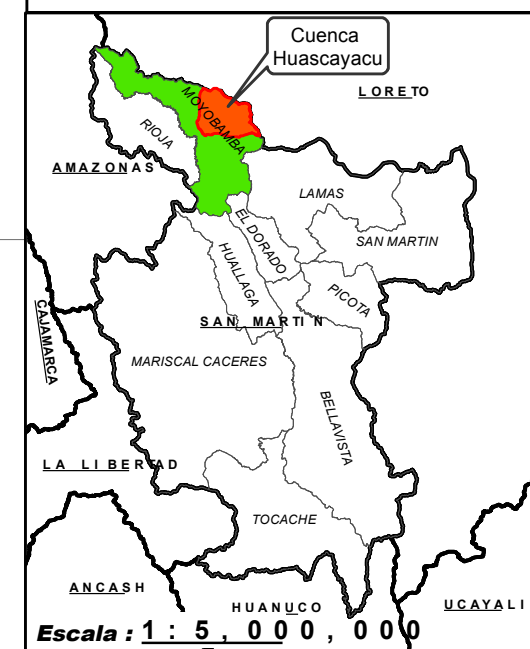 Cuenca
Huascayacu
LORETO
MOYOBAMBA
RIOJA
AMAZONAS
LAMAS
EL DORADO
SAN MARTIN
HUALLAGA
PICOTA
CAJAMARCA
SAN MARTIN
MARISCAL CACERES
BELLAVISTA
LA LIBERTAD
TOCACHE
ANCASH
HUANUCO
UCAYALI
Escala : 1 : 5,000,000